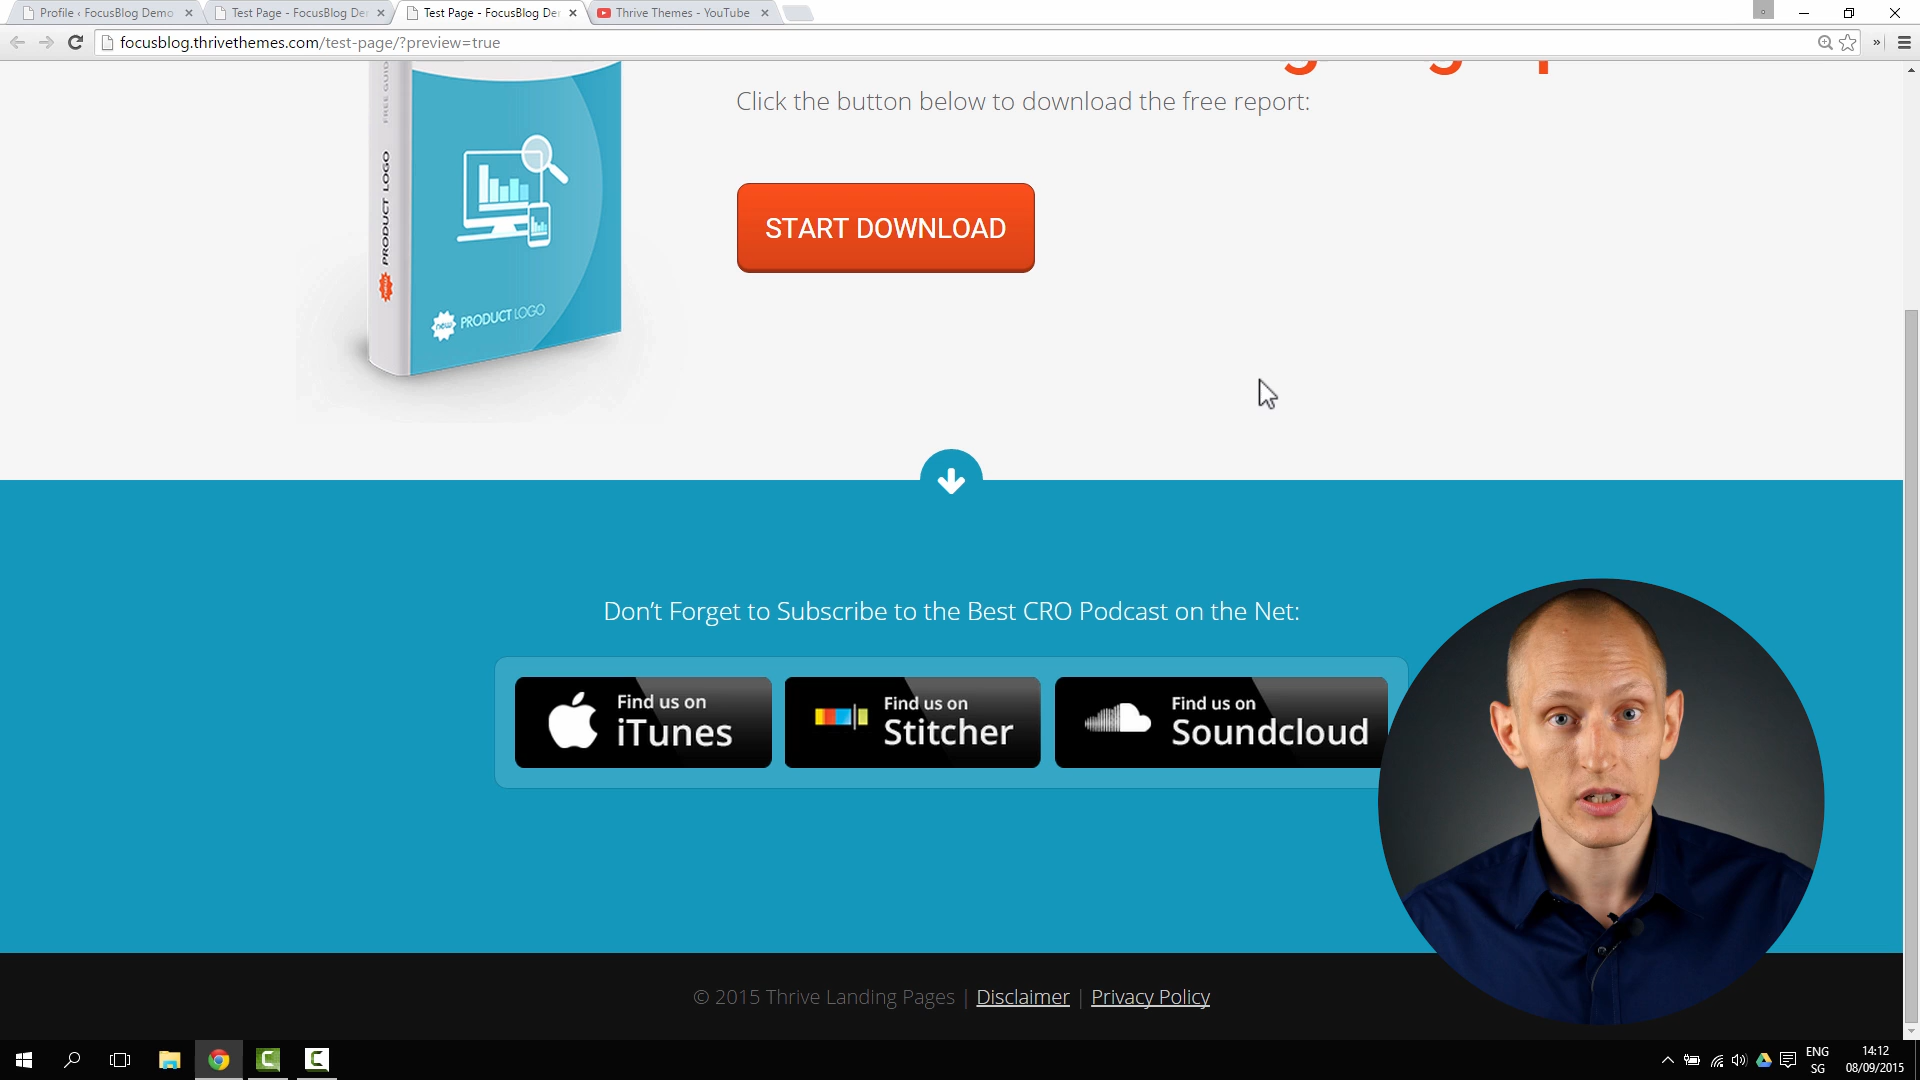 Profile ‹ FocusBlog Demo
Test Page - FocusBlog De
Test Page - FocusBlog De
Thrive Themes - YouTube
focusblog.thrivethemes.com/test-page/?preview=true
Click the button below to download the free report:
FREE GUID
PRODUCT LOGO
new PRODUCT LOGO
START DOWNLOAD
Don’t Forget to Subscribe to the Best CRO Podcast on the Net:
Find us on
iTunes
Find us on
Stitcher
Find us on
Soundcloud
© 2015 Thrive Landing Pages | Disclaimer | Privacy Policy
ENG
SG
14:12
08/09/2015